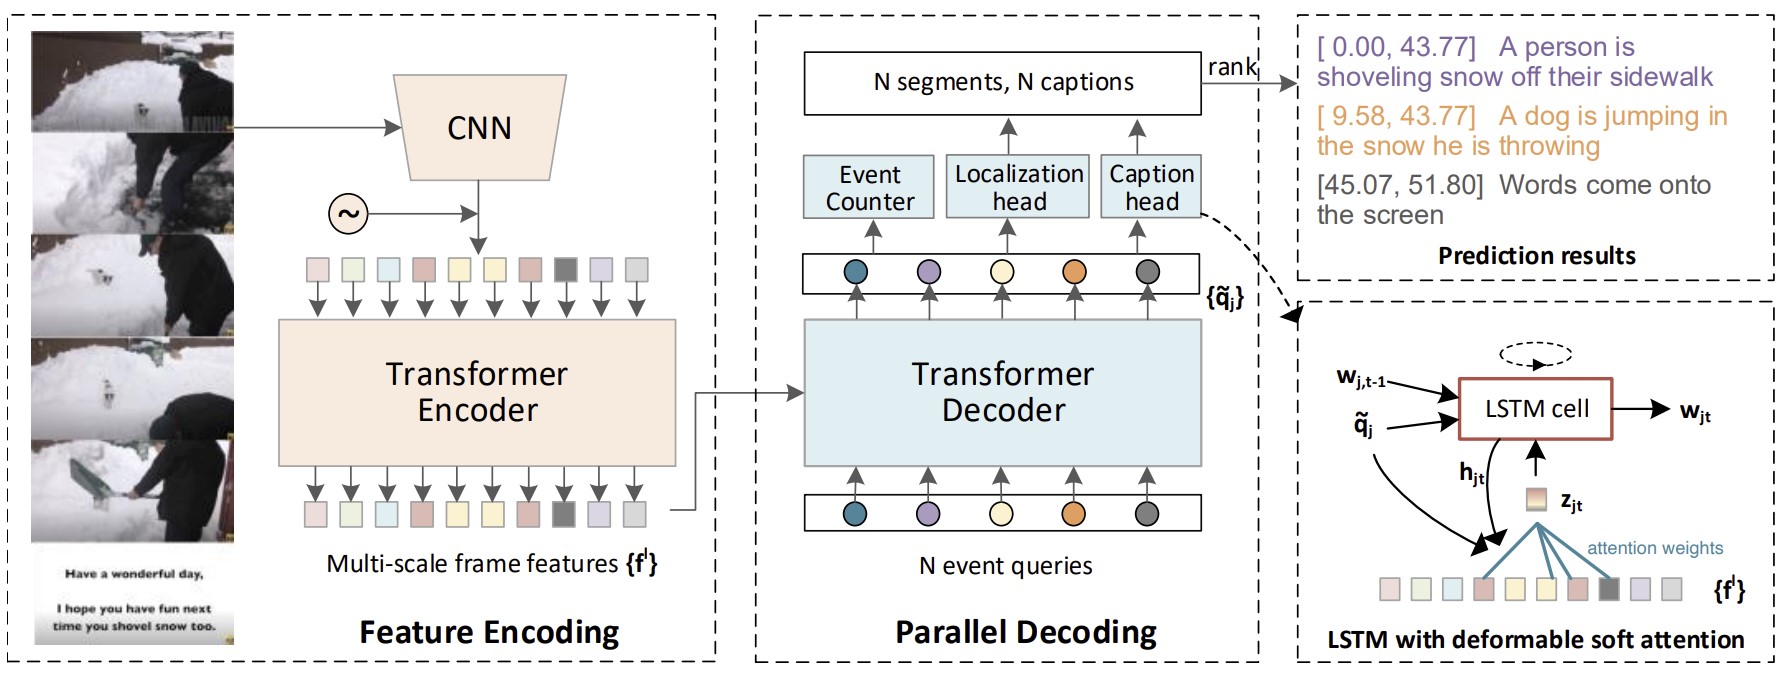 CNN
~
Transformer
Encoder
Multi-scale frame features {fˡ}
Have a wonderful day,
I hope you have fun next
time you shovel snow too.
Feature Encoding
N segments, N captions
rank
Event
Counter
Localization
head
Caption
head
{q̃ⱼ}
Transformer
Decoder
N event queries
Parallel Decoding
[ 0.00, 43.77] A person is
shoveling snow off their sidewalk
[ 9.58, 43.77] A dog is jumping in
the snow he is throwing
[45.07, 51.80] Words come onto
the screen
Prediction results
w_{j,t-1}
q̃ⱼ
LSTM cell
w_{jt}
h_{jt}
z_{jt}
attention weights
{fˡ}
LSTM with deformable soft attention